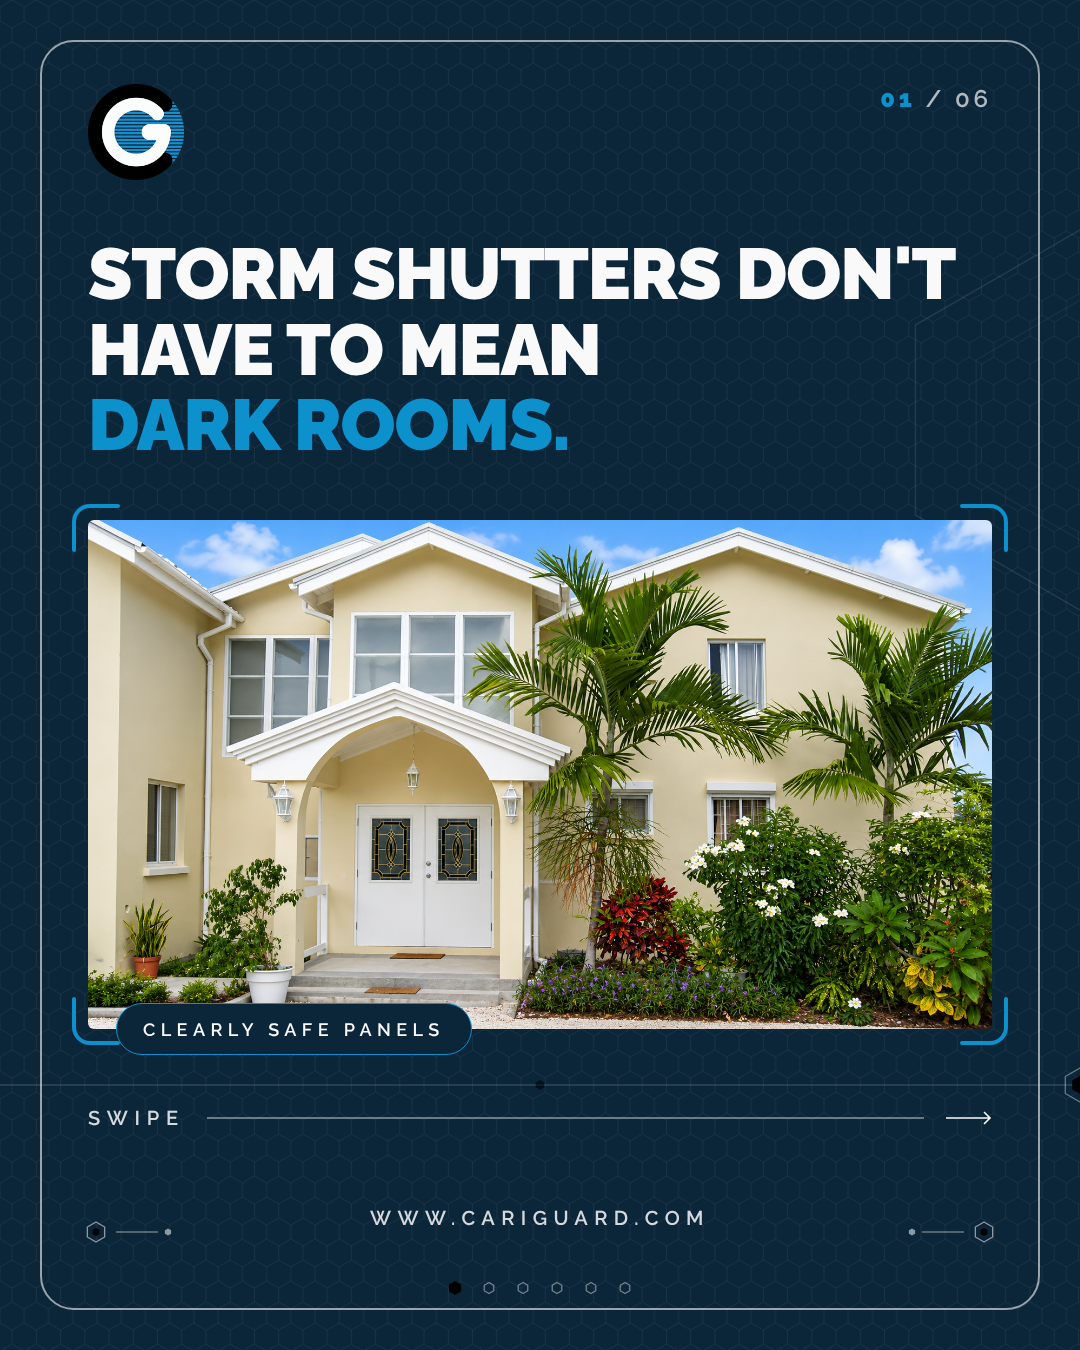 G
01 / 06
STORM SHUTTERS DON'T
HAVE TO MEAN
DARK ROOMS.
CLEARLY SAFE PANELS
SWIPE
WWW.CARIGUARD.COM